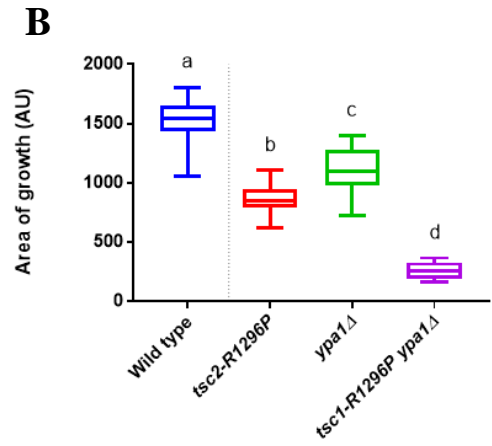 B
Area of growth (AU)
2000
1500
1000
500
0
a
b
c
d
Wild type
tsc2-R1296P
ypa1Δ
tsc1-R1296P ypa1Δ